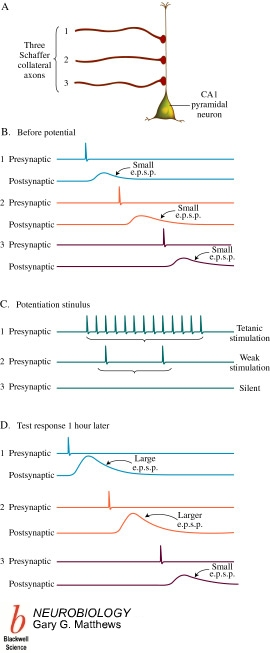 A
Three
Schaffer
collateral
axons
1
2
3
CA1
pyramidal
neuron
B. Before potential
1 Presynaptic
Small
e.p.s.p.
Postsynaptic
2 Presynaptic
Small
e.p.s.p.
Postsynaptic
3 Presynaptic
Small
e.p.s.p.
Postsynaptic
C. Potentiation stimulus
1 Presynaptic
Tetanic
stimulation
2 Presynaptic
Weak
stimulation
3 Presynaptic
Silent
D. Test response 1 hour later
1 Presynaptic
Large
e.p.s.p.
Postsynaptic
2 Presynaptic
Larger
e.p.s.p.
Postsynaptic
3 Presynaptic
Small
e.p.s.p.
Postsynaptic
b
Blackwell
Science
NEUROBIOLOGY
Gary G. Matthews